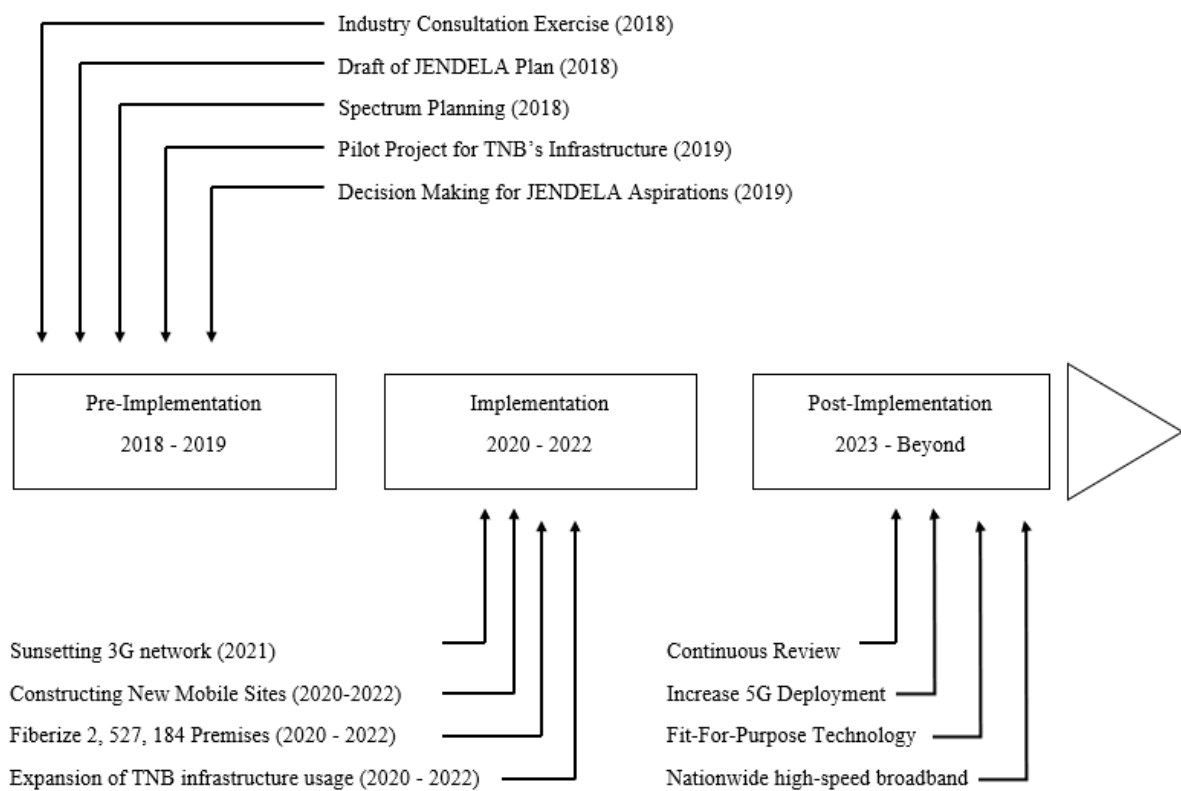 Industry Consultation Exercise (2018)
Draft of JENDELA Plan (2018)
Spectrum Planning (2018)
Pilot Project for TNB’s Infrastructure (2019)
Decision Making for JENDELA Aspirations (2019)
Pre-Implementation
2018 - 2019
Implementation
2020 - 2022
Post-Implementation
2023 - Beyond
Sunsetting 3G network (2021)
Constructing New Mobile Sites (2020-2022)
Fiberize 2, 527, 184 Premises (2020 - 2022)
Expansion of TNB infrastructure usage (2020 - 2022)
Continuous Review
Increase 5G Deployment
Fit-For-Purpose Technology
Nationwide high-speed broadband